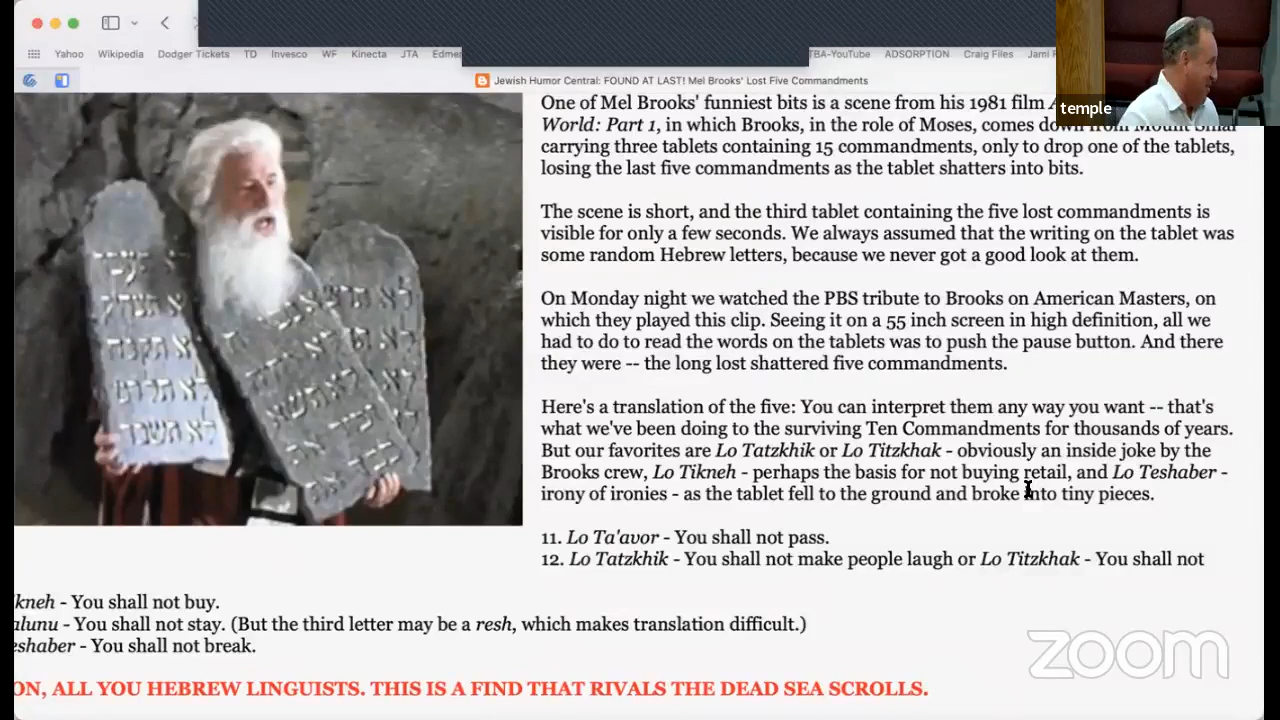 Yahoo Wikipedia Dodger Tickets TD Invesco WF Kinecta JTA TBA-YouTube ADSORPTION Craig Files
Jewish Humor Central: FOUND AT LAST! Mel Brooks' Lost Five Commandments
temple
One of Mel Brooks' funniest bits is a scene from his 1981 film
World: Part 1, in which Brooks, in the role of Moses, comes down from Mount Sinai
carrying three tablets containing 15 commandments, only to drop one of the tablets,
losing the last five commandments as the tablet shatters into bits.
The scene is short, and the third tablet containing the five lost commandments is
visible for only a few seconds. We always assumed that the writing on the tablet was
some random Hebrew letters, because we never got a good look at them.
On Monday night we watched the PBS tribute to Brooks on American Masters, on
which they played this clip. Seeing it on a 55 inch screen in high definition, all we
had to do to read the words on the tablets was to push the pause button. And there
they were -- the long lost shattered five commandments.
Here's a translation of the five: You can interpret them any way you want -- that's
what we've been doing to the surviving Ten Commandments for thousands of years.
But our favorites are Lo Tatzkhik or Lo Titzkhak - obviously an inside joke by the
Brooks crew, Lo Tikneh - perhaps the basis for not buying retail, and Lo Teshaber -
irony of ironies - as the tablet fell to the ground and broke into tiny pieces.
11. Lo Ta'avor - You shall not pass.
12. Lo Tatzkhik - You shall not make people laugh or Lo Titzkhak - You shall not
kneh - You shall not buy.
alunu - You shall not stay. (But the third letter may be a resh, which makes translation difficult.)
eshaber - You shall not break.
ON, ALL YOU HEBREW LINGUISTS. THIS IS A FIND THAT RIVALS THE DEAD SEA SCROLLS.
zoom